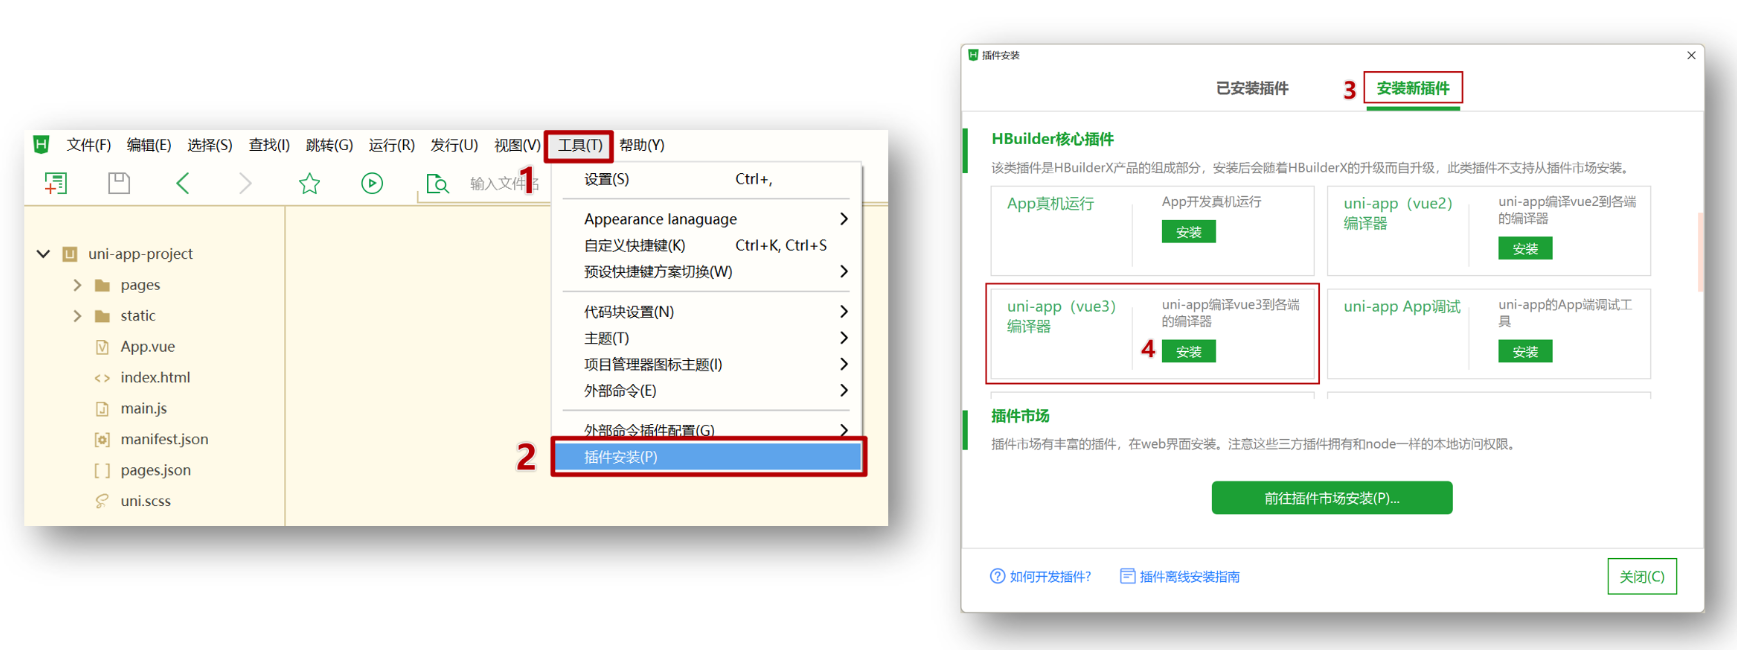 文件(F) 编辑(E) 选择(S) 查找(I) 跳转(G) 运行(R) 发行(U) 视图(V) 工具(T) 帮助(Y)
1
输入文件名
uni-app-project
pages
static
App.vue
index.html
main.js
manifest.json
pages.json
uni.scss
设置(S) Ctrl+,
Appearance lanaguage
自定义快捷键(K) Ctrl+K, Ctrl+S
预设快捷键方案切换(W)
代码块设置(N)
主题(T)
项目管理器图标主题(I)
外部命令(E)
外部命令插件配置(G)
2 插件安装(P)
插件安装
已安装插件
3 安装新插件
HBuilder核心插件
该类插件是HBuilderX产品的组成部分，安装后会随着HBuilderX的升级而自升级，此类插件不支持从插件市场安装。
App真机运行
App开发真机运行
安装
uni-app（vue2）
编译器
uni-app编译vue2到各端
的编译器
安装
uni-app（vue3）
编译器
uni-app编译vue3到各端
的编译器
4 安装
uni-app App调试
uni-app的App端调试工
具
安装
插件市场
插件市场有丰富的插件，在web界面安装。注意这些三方插件拥有和node一样的本地访问权限。
前往插件市场安装(P)...
如何开发插件?
插件离线安装指南
关闭(C)